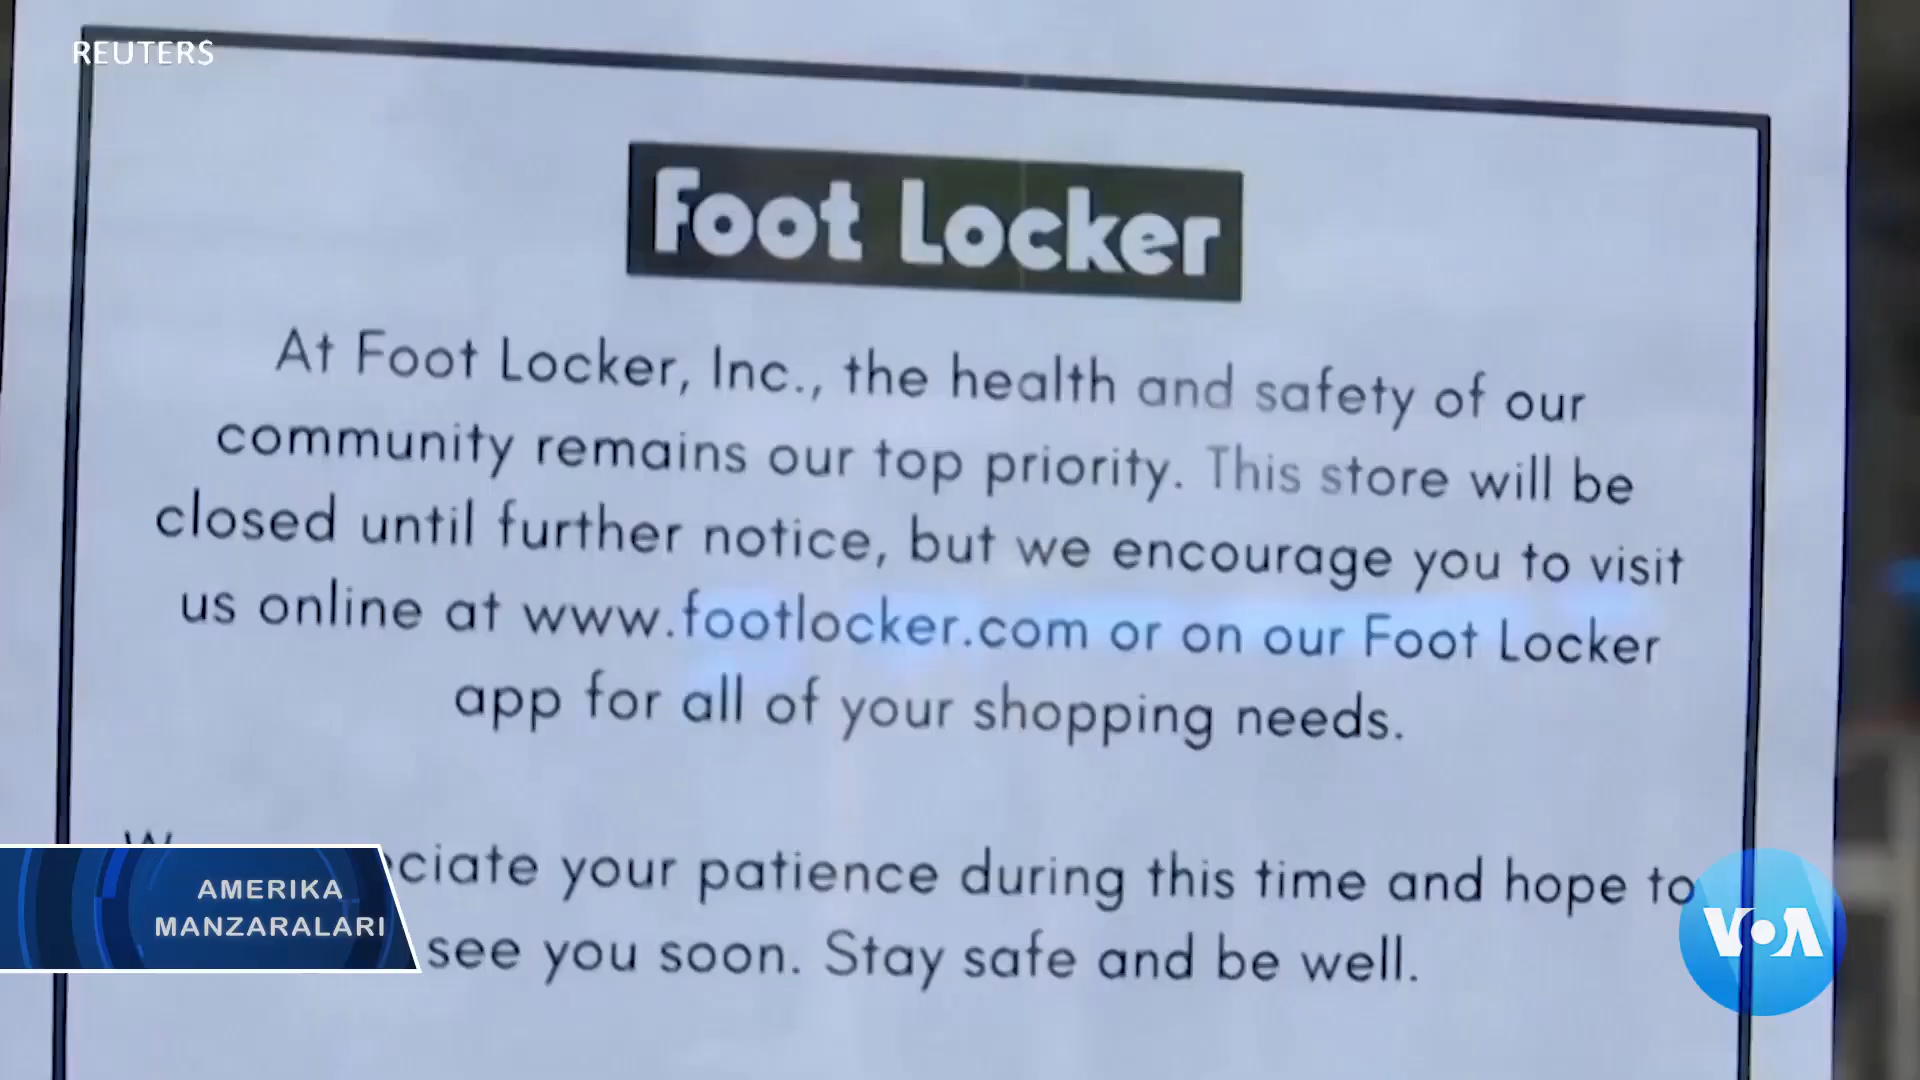 REUTERS
Foot Locker
At Foot Locker, Inc., the health and safety of our
community remains our top priority. This store will be
closed until further notice, but we encourage you to visit
us online at www.footlocker.com or on our Foot Locker
app for all of your shopping needs.
your patience during this time and hope to
see you soon. Stay safe and be well.
AMERIKA
MANZARALARI
VOA